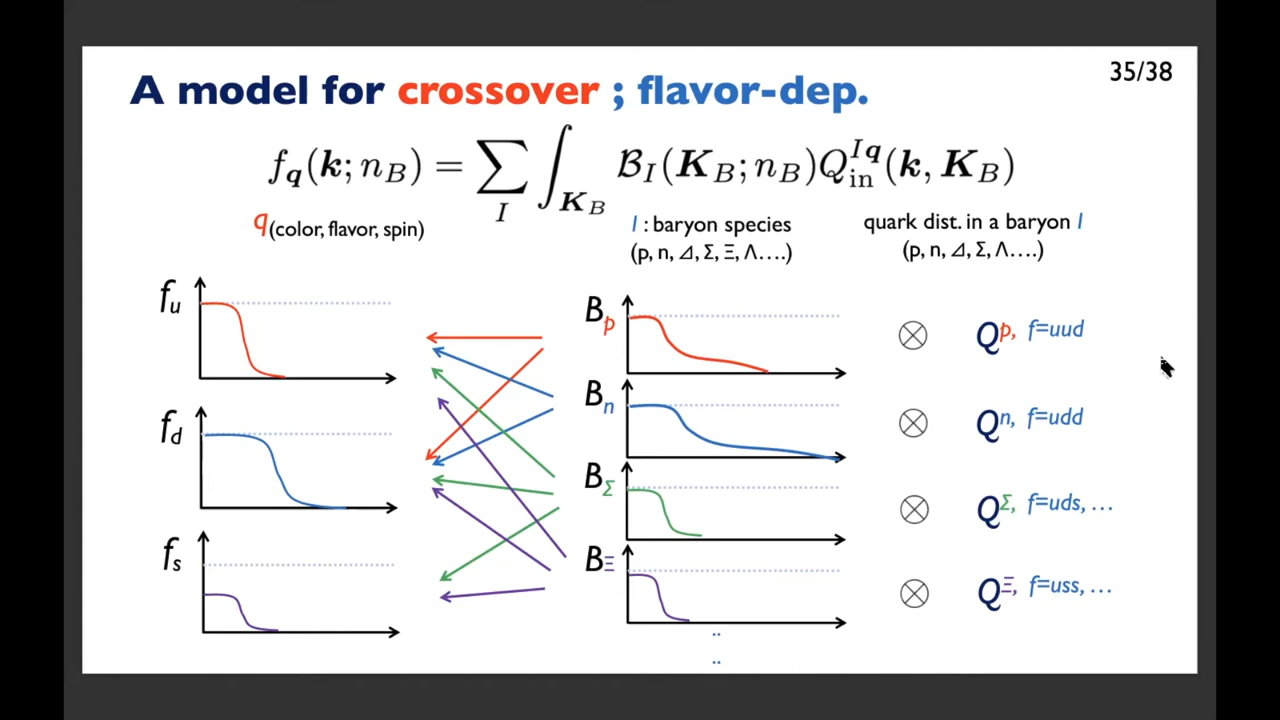 35/38
A model for crossover ; flavor-dep.
f_q(k; n_B) = ∑_I ∫_{K_B} B_I(K_B; n_B) Q_in^{Iq}(k, K_B)
q (color, flavor, spin)
I : baryon species
(p, n, ⊿, Σ, Ξ, Λ….)
quark dist. in a baryon I
(p, n, ⊿, Σ, Λ….)
f_u
B_p
⊗ Q^{p, f=uud}
B_n
⊗ Q^{n, f=udd}
f_d
B_Σ
⊗ Q^{Σ, f=uds, …}
f_s
B_Ξ
⊗ Q^{Ξ, f=uss, …}
..
..